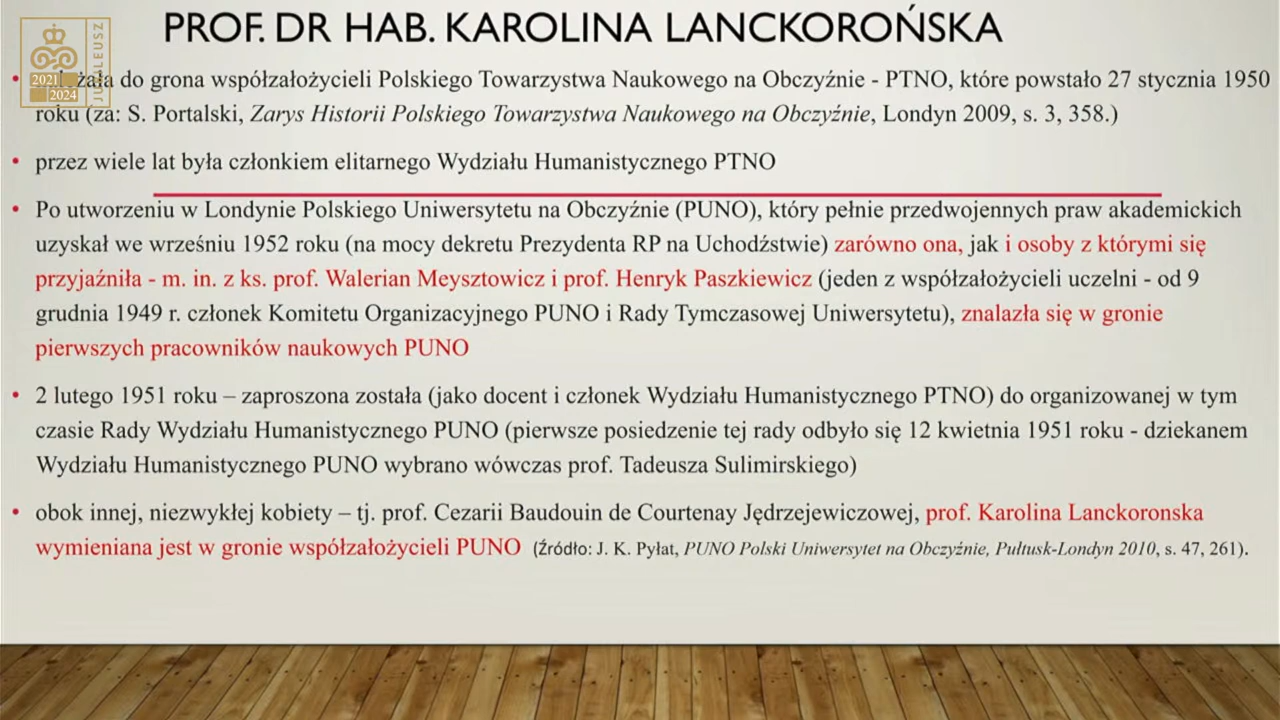 PROF. DR HAB. KAROLINA LANCKOROŃSKA
2021
2024
JUBILEUSZ
• do grona współzałożycieli Polskiego Towarzystwa Naukowego na Obczyźnie - PTNO, które powstało 27 stycznia 1950
roku (za: S. Portalski, Zarys Historii Polskiego Towarzystwa Naukowego na Obczyźnie, Londyn 2009, s. 3, 358.)
• przez wiele lat była członkiem elitarnego Wydziału Humanistycznego PTNO
• Po utworzeniu w Londynie Polskiego Uniwersytetu na Obczyźnie (PUNO), który pełnie przedwojennych praw akademickich
uzyskał we wrześniu 1952 roku (na mocy dekretu Prezydenta RP na Uchodźstwie) zarówno ona, jak i osoby z którymi się
przyjaźniła - m. in. z ks. prof. Walerian Meysztowicz i prof. Henryk Paszkiewicz (jeden z współzałożycieli uczelni - od 9
grudnia 1949 r. członek Komitetu Organizacyjnego PUNO i Rady Tymczasowej Uniwersytetu), znalazła się w gronie
pierwszych pracowników naukowych PUNO
• 2 lutego 1951 roku – zaproszona została (jako docent i członek Wydziału Humanistycznego PTNO) do organizowanej w tym
czasie Rady Wydziału Humanistycznego PUNO (pierwsze posiedzenie tej rady odbyło się 12 kwietnia 1951 roku - dziekanem
Wydziału Humanistycznego PUNO wybrano wówczas prof. Tadeusza Sulimirskiego)
• obok innej, niezwykłej kobiety – tj. prof. Cezarii Baudouin de Courtenay Jędrzejewiczowej, prof. Karolina Lanckoronska
wymieniana jest w gronie współzałożycieli PUNO (Źródło: J. K. Pyłat, PUNO Polski Uniwersytet na Obczyźnie, Pułtusk-Londyn 2010, s. 47, 261).